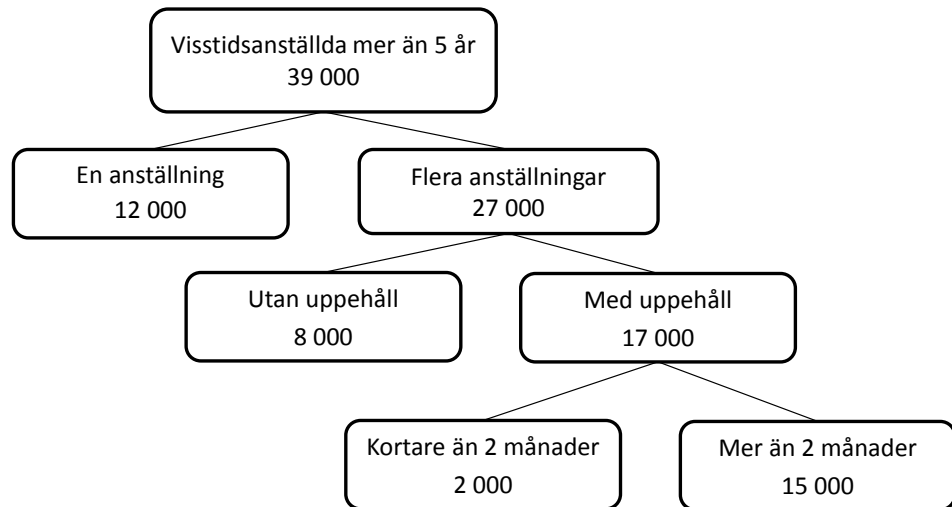 Visstidsanställda mer än 5 år
39 000
En anställning
12 000
Flera anställningar
27 000
Utan uppehåll
8 000
Med uppehåll
17 000
Kortare än 2 månader
2 000
Mer än 2 månader
15 000